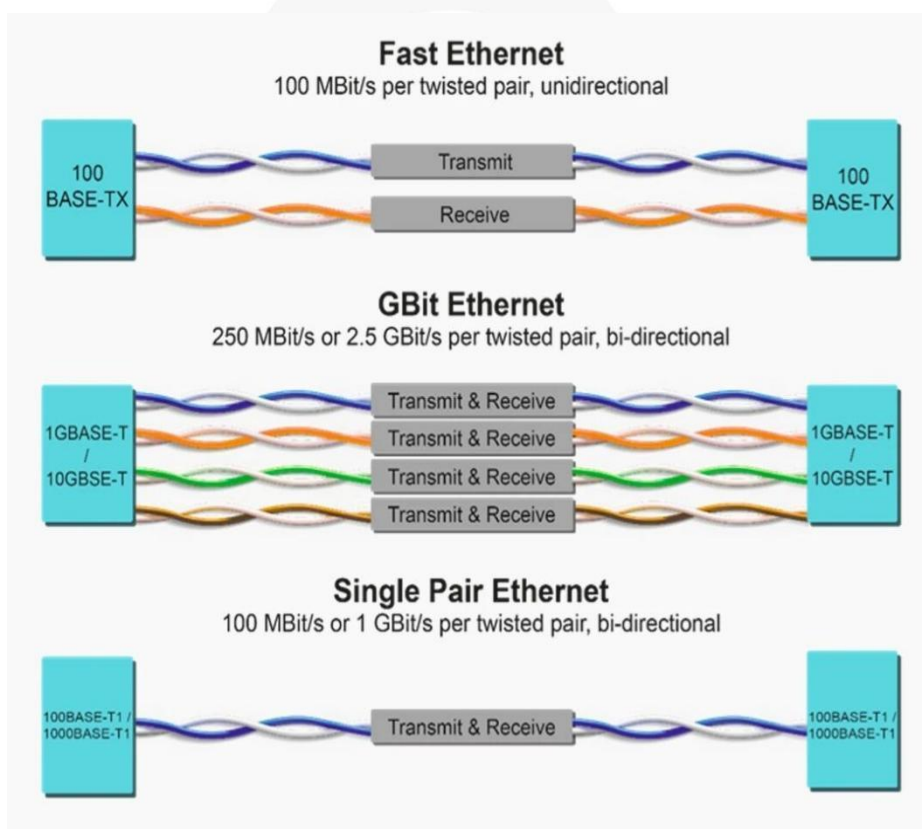 Fast Ethernet
100 MBit/s per twisted pair, unidirectional
100
BASE-TX
Transmit
Receive
100
BASE-TX
GBit Ethernet
250 MBit/s or 2.5 GBit/s per twisted pair, bi-directional
1GBASE-T
/
10GBSE-T
Transmit & Receive
Transmit & Receive
Transmit & Receive
Transmit & Receive
1GBASE-T
/
10GBSE-T
Single Pair Ethernet
100 MBit/s or 1 GBit/s per twisted pair, bi-directional
100BASE-T1 /
1000BASE-T1
Transmit & Receive
100BASE-T1 /
1000BASE-T1